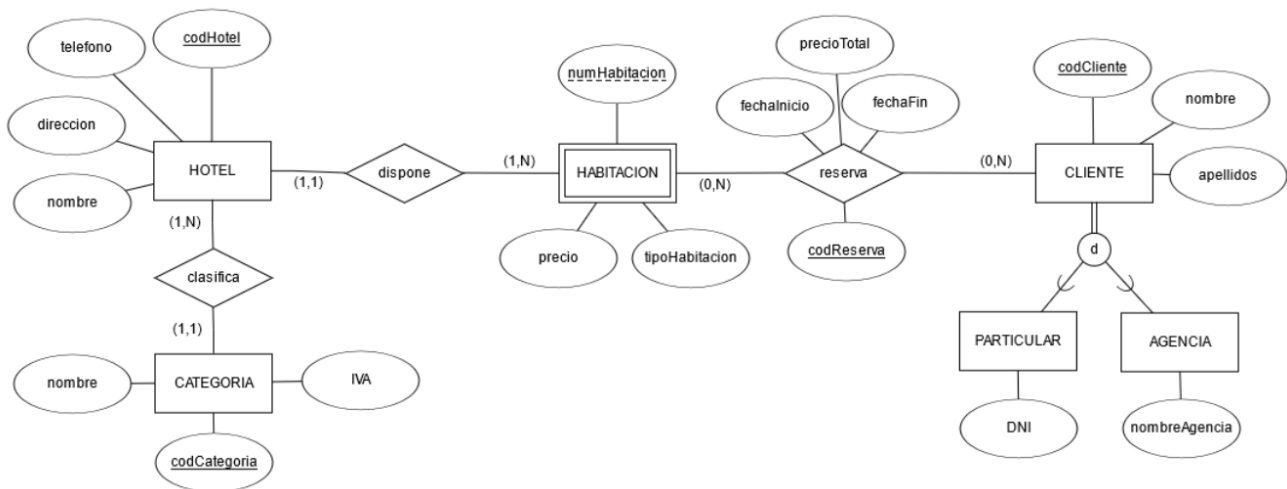 telefono
codHotel
direccion
nombre
HOTEL
(1,1)
dispone
(1,N)
numHabitacion
HABITACION
precio
tipoHabitacion
(0,N)
fechaInicio
precioTotal
fechaFin
reserva
codReserva
(0,N)
codCliente
nombre
CLIENTE
apellidos
d
PARTICULAR
AGENCIA
DNI
nombreAgencia
(1,N)
clasifica
(1,1)
nombre
CATEGORIA
IVA
codCategoria